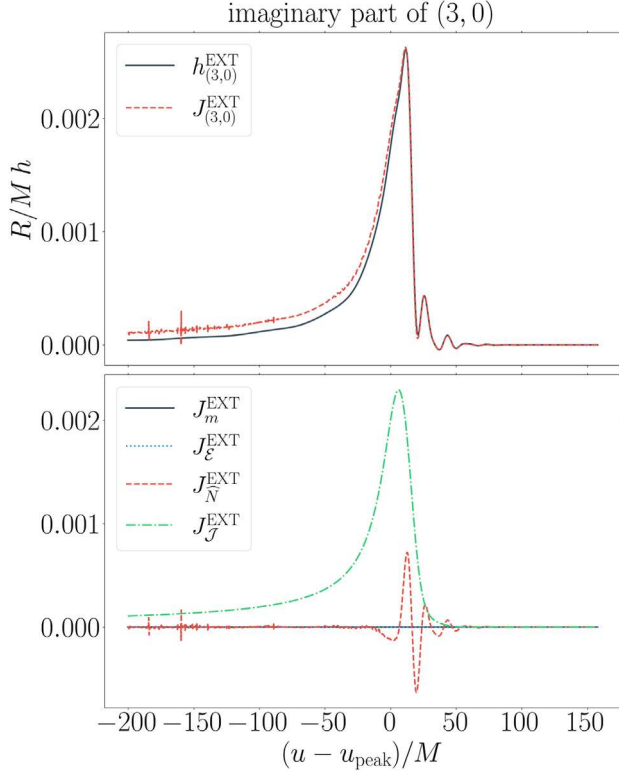 imaginary part of (3, 0)
h^EXT_(3,0)
J^EXT_(3,0)
R/M h
0.002
0.001
0.000
J^EXT_m
J^EXT_ℰ
J^EXT_N̂
J^EXT_𝒥
0.002
0.001
0.000
−200 −150 −100 −50 0 50 100 150
(u − u_peak)/M